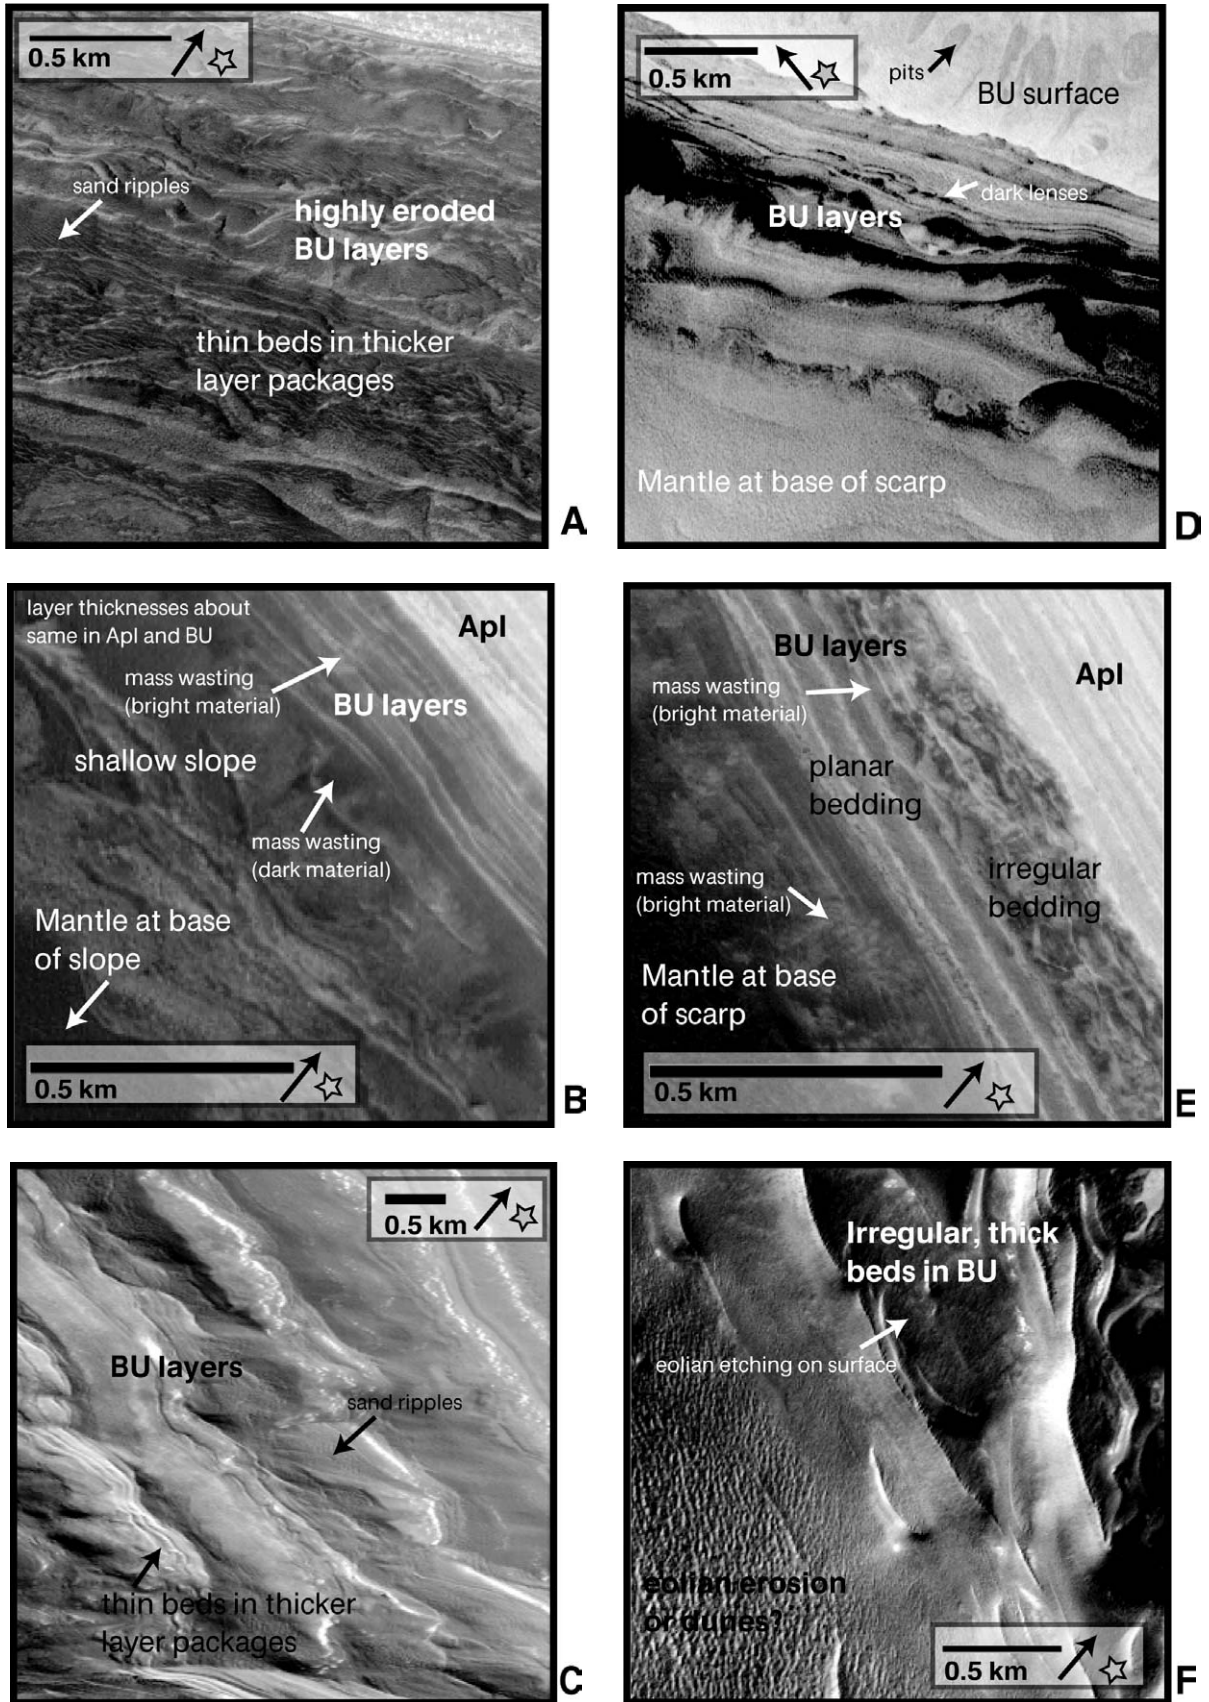 0.5 km
sand ripples
highly eroded
BU layers
thin beds in thicker
layer packages
A
0.5 km
pits
BU surface
dark lenses
BU layers
Mantle at base of scarp
D
layer thicknesses about
same in Apl and BU
Apl
mass wasting
(bright material)
BU layers
shallow slope
mass wasting
(dark material)
Mantle at base
of slope
0.5 km
B
BU layers
mass wasting
(bright material)
Apl
planar
bedding
mass wasting
(bright material)
irregular
bedding
Mantle at base
of scarp
0.5 km
E
0.5 km
BU layers
sand ripples
thin beds in thicker
layer packages
C
Irregular, thick
beds in BU
eolian etching on surface
eolian erosion
or dunes?
0.5 km
F